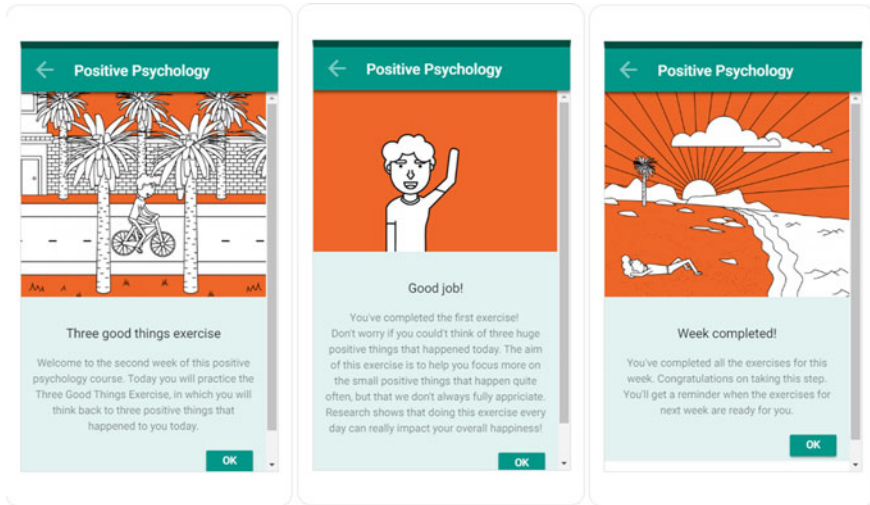 Positive Psychology
Three good things exercise
Welcome to the second week of this positive
psychology course. Today you will practice the
Three Good Things Exercise, in which you will
think back to three positive things that
happened to you today.
OK
Positive Psychology
Good job!
You've completed the first exercise!
Don't worry if you could't think of three huge
positive things that happened today. The aim
of this exercise is to help you focus more on
the small positive things that happen quite
often, but that we don't always fully appriciate.
Research shows that doing this exercise every
day can really impact your overall happiness!
OK
Positive Psychology
Week completed!
You've completed all the exercises for this
week. Congratulations on taking this step.
You'll get a reminder when the exercises for
next week are ready for you.
OK